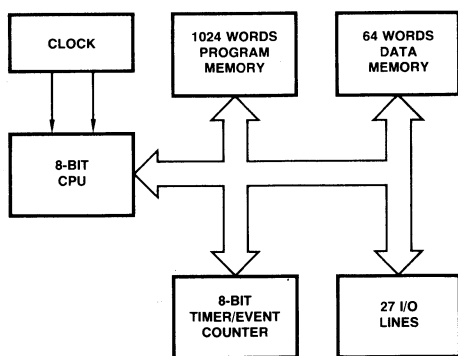 CLOCK
1024 WORDS
PROGRAM
MEMORY
64 WORDS
DATA
MEMORY
8-BIT
CPU
8-BIT
TIMER/EVENT
COUNTER
27 I/O
LINES